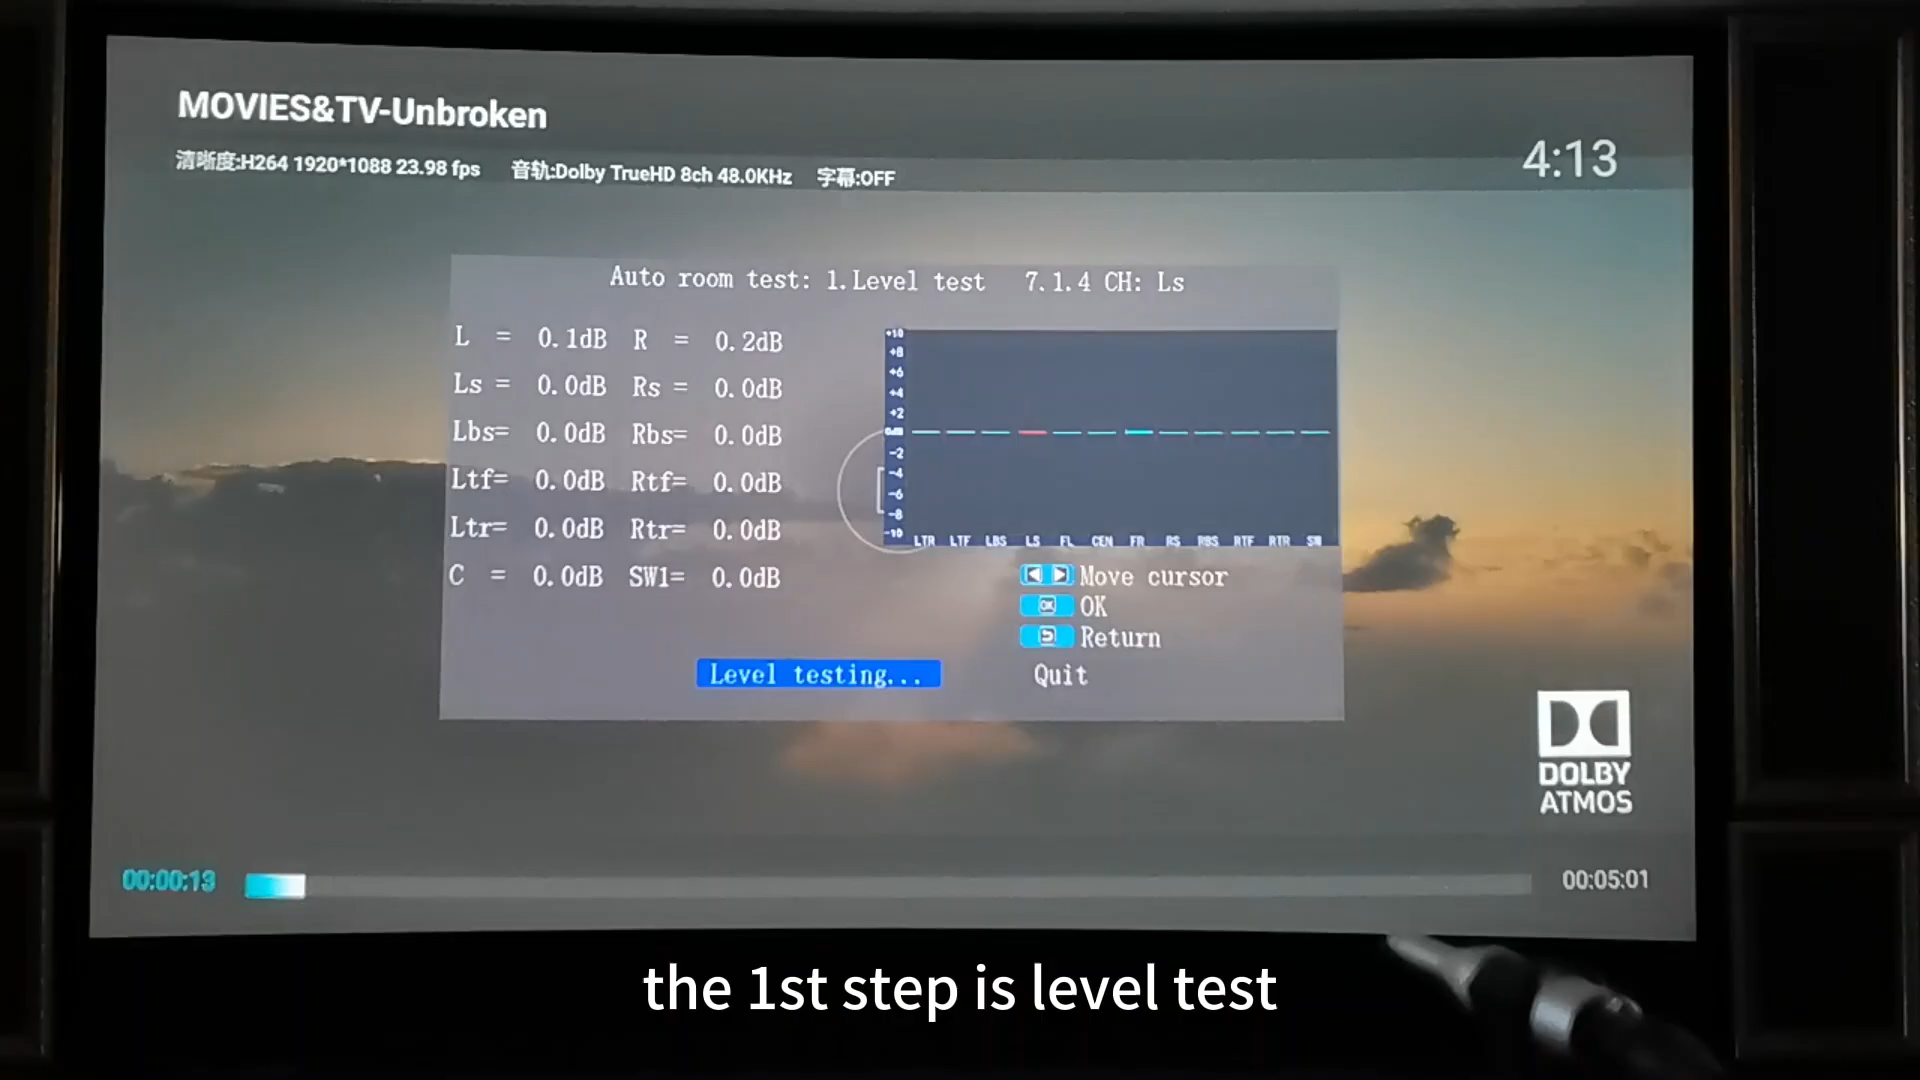 MOVIES&TV-Unbroken
清晰度:H264 1920*1088 23.98 fps 音轨:Dolby TrueHD 8ch 48.0KHz 字幕:OFF
4:13
Auto room test: 1.Level test 7.1.4 CH: Ls
L = 0.1dB R = 0.2dB
Ls = 0.0dB Rs = 0.0dB
Lbs= 0.0dB Rbs= 0.0dB
Ltf= 0.0dB Rtf= 0.0dB
Ltr= 0.0dB Rtr= 0.0dB
C = 0.0dB SW1= 0.0dB
+10
+8
+6
+4
+2
0dB
-2
-4
-6
-8
-10
LTR LTF LBS LS FL CEN FR RS RBS RTF RTR SW
Move cursor
OK OK
Return
Level testing... Quit
DOLBY
ATMOS
00:00:13 00:05:01
the 1st step is level test